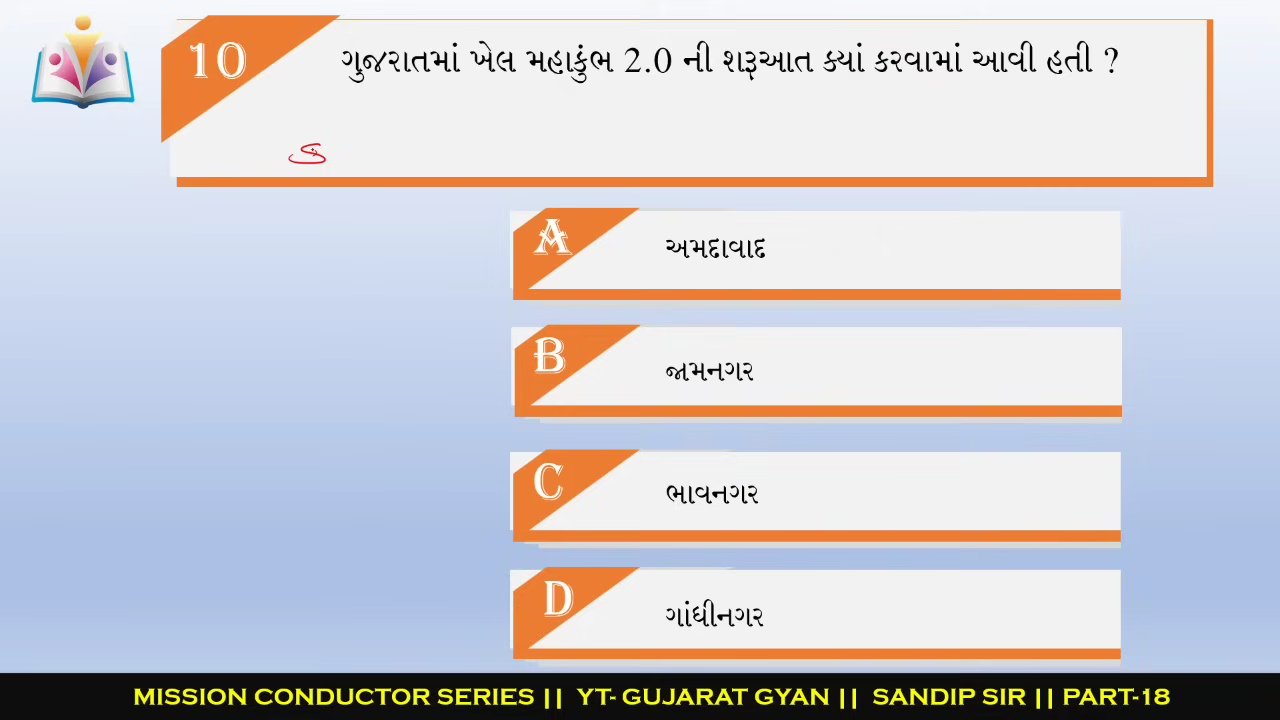 10
ગુજરાતમાં ખેલ મહાકુંભ 2.0 ની શરૂઆત ક્યાં કરવામાં આવી હતી ?
A અમદાવાદ
B જામનગર
C ભાવનગર
D ગાંધીનગર
MISSION CONDUCTOR SERIES || YT- GUJARAT GYAN || SANDIP SIR || PART-18